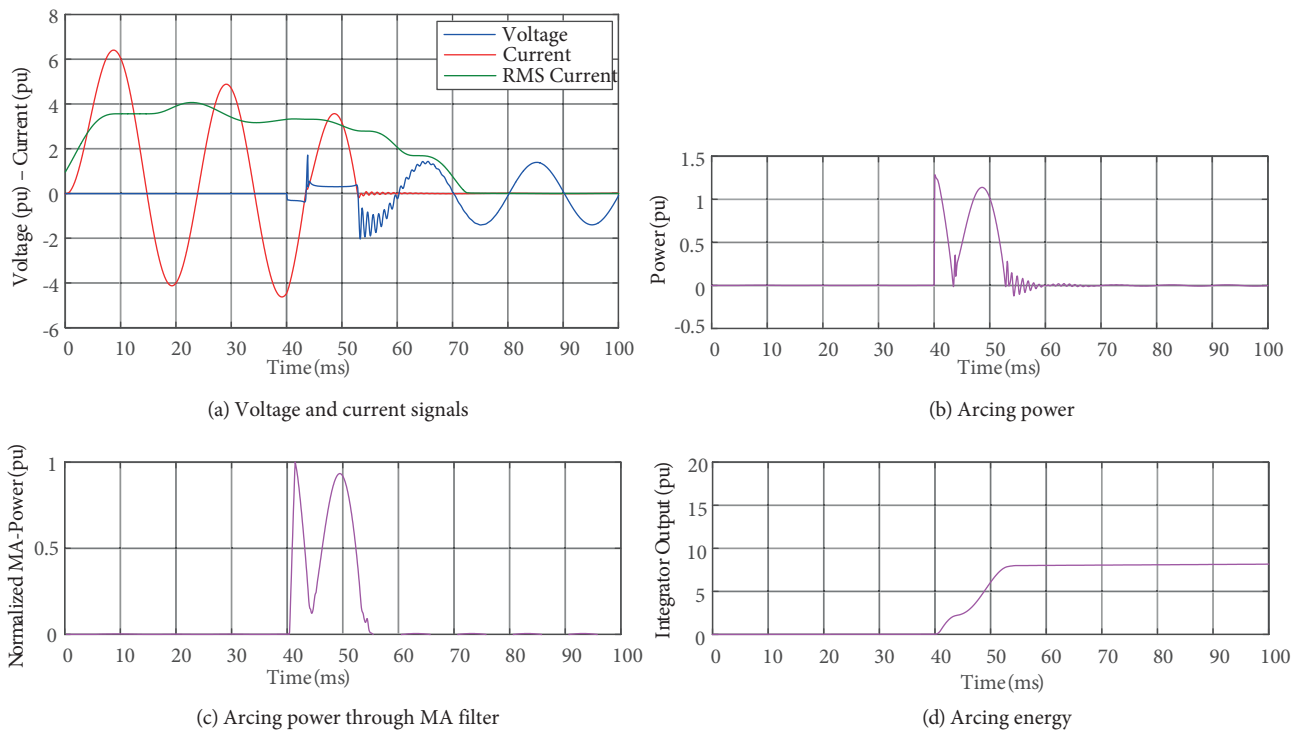 Voltage
Current
RMS Current
Voltage (pu) – Current (pu)
8
6
4
2
0
-2
-4
-6
0 10 20 30 40 50 60 70 80 90 100
Time (ms)
(a) Voltage and current signals
Power (pu)
1.5
1
0.5
0
-0.5
0 10 20 30 40 50 60 70 80 90 100
Time (ms)
(b) Arcing power
Normalized MA-Power (pu)
1
0.5
0
0 10 20 30 40 50 60 70 80 90 100
Time (ms)
(c) Arcing power through MA filter
Integrator Output (pu)
20
15
10
5
0
0 10 20 30 40 50 60 70 80 90 100
Time (ms)
(d) Arcing energy